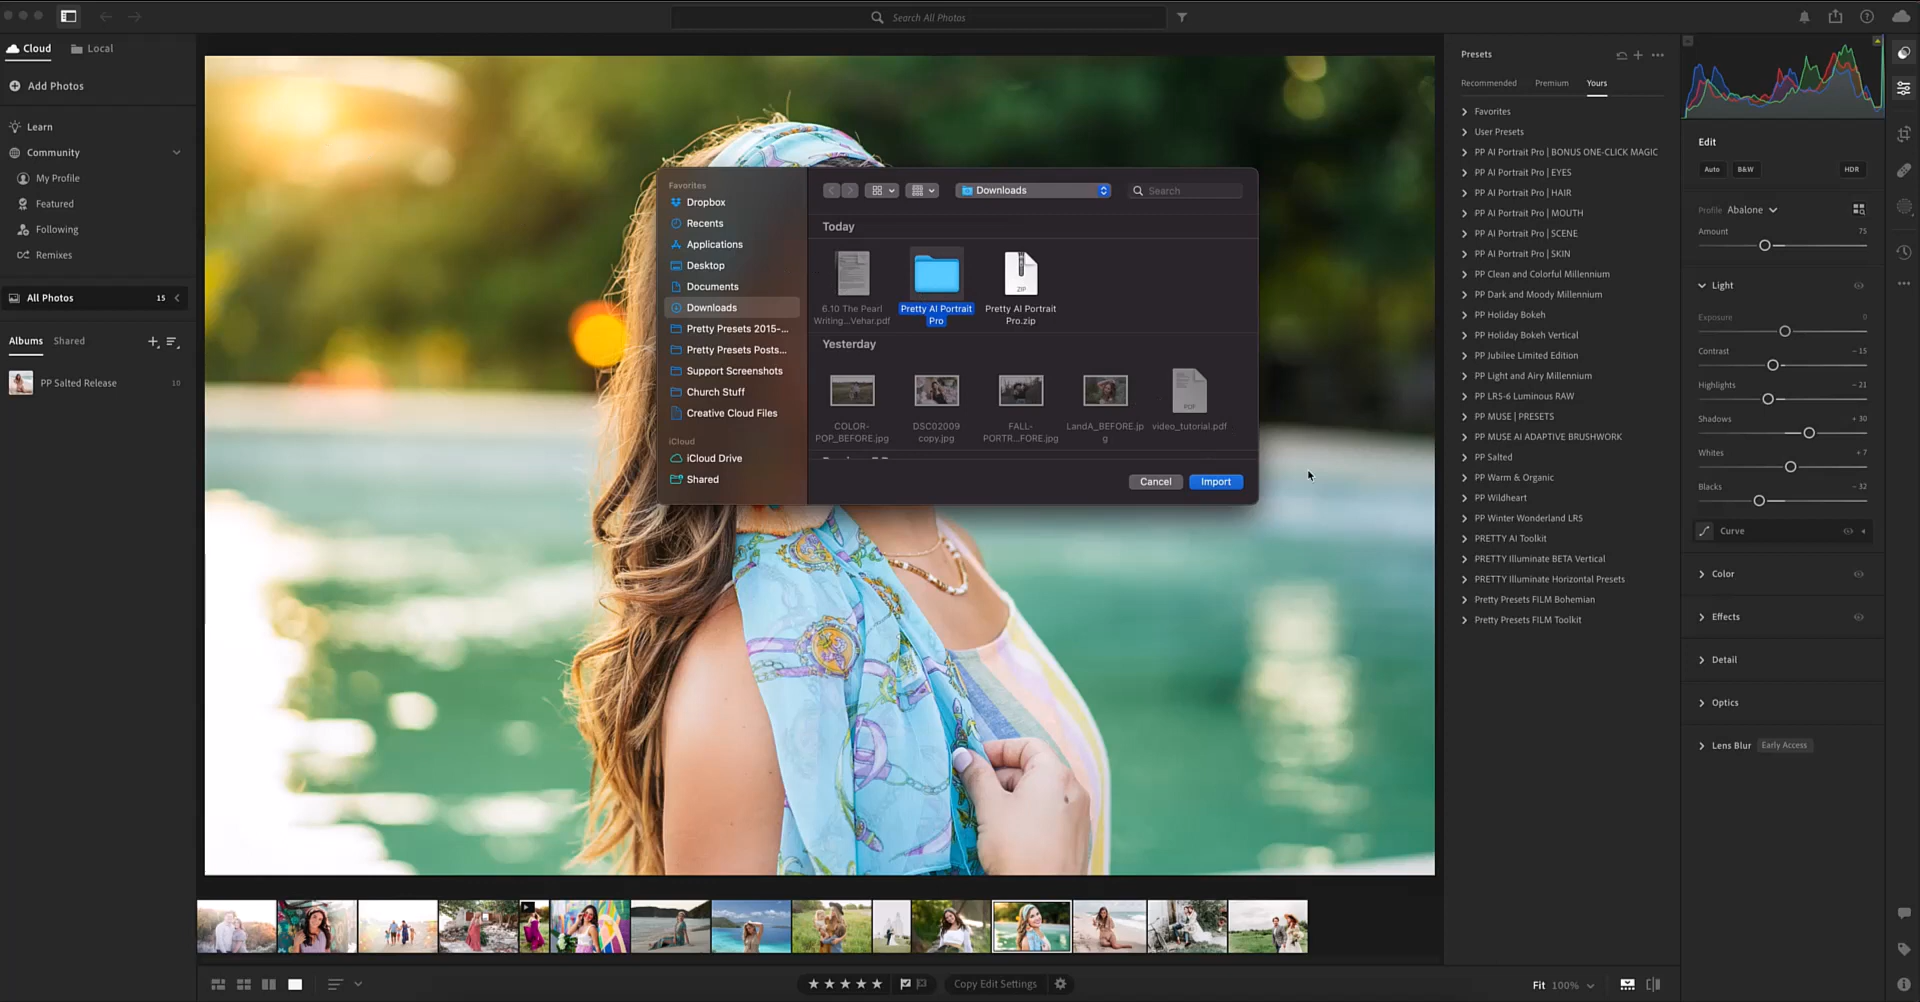 Search All Photos
Cloud
Local
Add Photos
Learn
Community
My Profile
Featured
Following
Remixes
All Photos
15
Albums
Shared
PP Salted Release
10
Favorites
Dropbox
Recents
Applications
Desktop
Documents
Downloads
Pretty Presets 2015-...
Pretty Presets Posts...
Support Screenshots
Church Stuff
Creative Cloud Files
iCloud
iCloud Drive
Shared
Downloads
Search
Today
6.10 The Pearl
Writing...Vehar.pdf
Pretty AI Portrait
Pro
ZIP
Pretty AI Portrait
Pro.zip
Yesterday
COLOR-
POP_BEFORE.jpg
DSC02009
copy.jpg
FALL-
PORTR...FORE.jpg
LandA_BEFORE.jp
g
PDF
video_tutorial.pdf
Cancel
Import
Presets
Recommended
Premium
Yours
Favorites
User Presets
PP AI Portrait Pro | BONUS ONE-CLICK MAGIC
PP AI Portrait Pro | EYES
PP AI Portrait Pro | HAIR
PP AI Portrait Pro | MOUTH
PP AI Portrait Pro | SCENE
PP AI Portrait Pro | SKIN
PP Clean and Colorful Millennium
PP Dark and Moody Millennium
PP Holiday Bokeh
PP Holiday Bokeh Vertical
PP Jubilee Limited Edition
PP Light and Airy Millennium
PP LR5-6 Luminous RAW
PP MUSE | PRESETS
PP MUSE AI ADAPTIVE BRUSHWORK
PP Salted
PP Warm & Organic
PP Wildheart
PP Winter Wonderland LR5
PRETTY AI Toolkit
PRETTY Illuminate BETA Vertical
PRETTY Illuminate Horizontal Presets
Pretty Presets FILM Bohemian
Pretty Presets FILM Toolkit
Edit
Auto
B&W
HDR
Profile Abalone
Amount
75
Light
Exposure
0
Contrast
- 15
Highlights
- 21
Shadows
+ 30
Whites
+ 7
Blacks
- 32
Curve
Color
Effects
Detail
Optics
Lens Blur
Early Access
Copy Edit Settings
Fit
100%